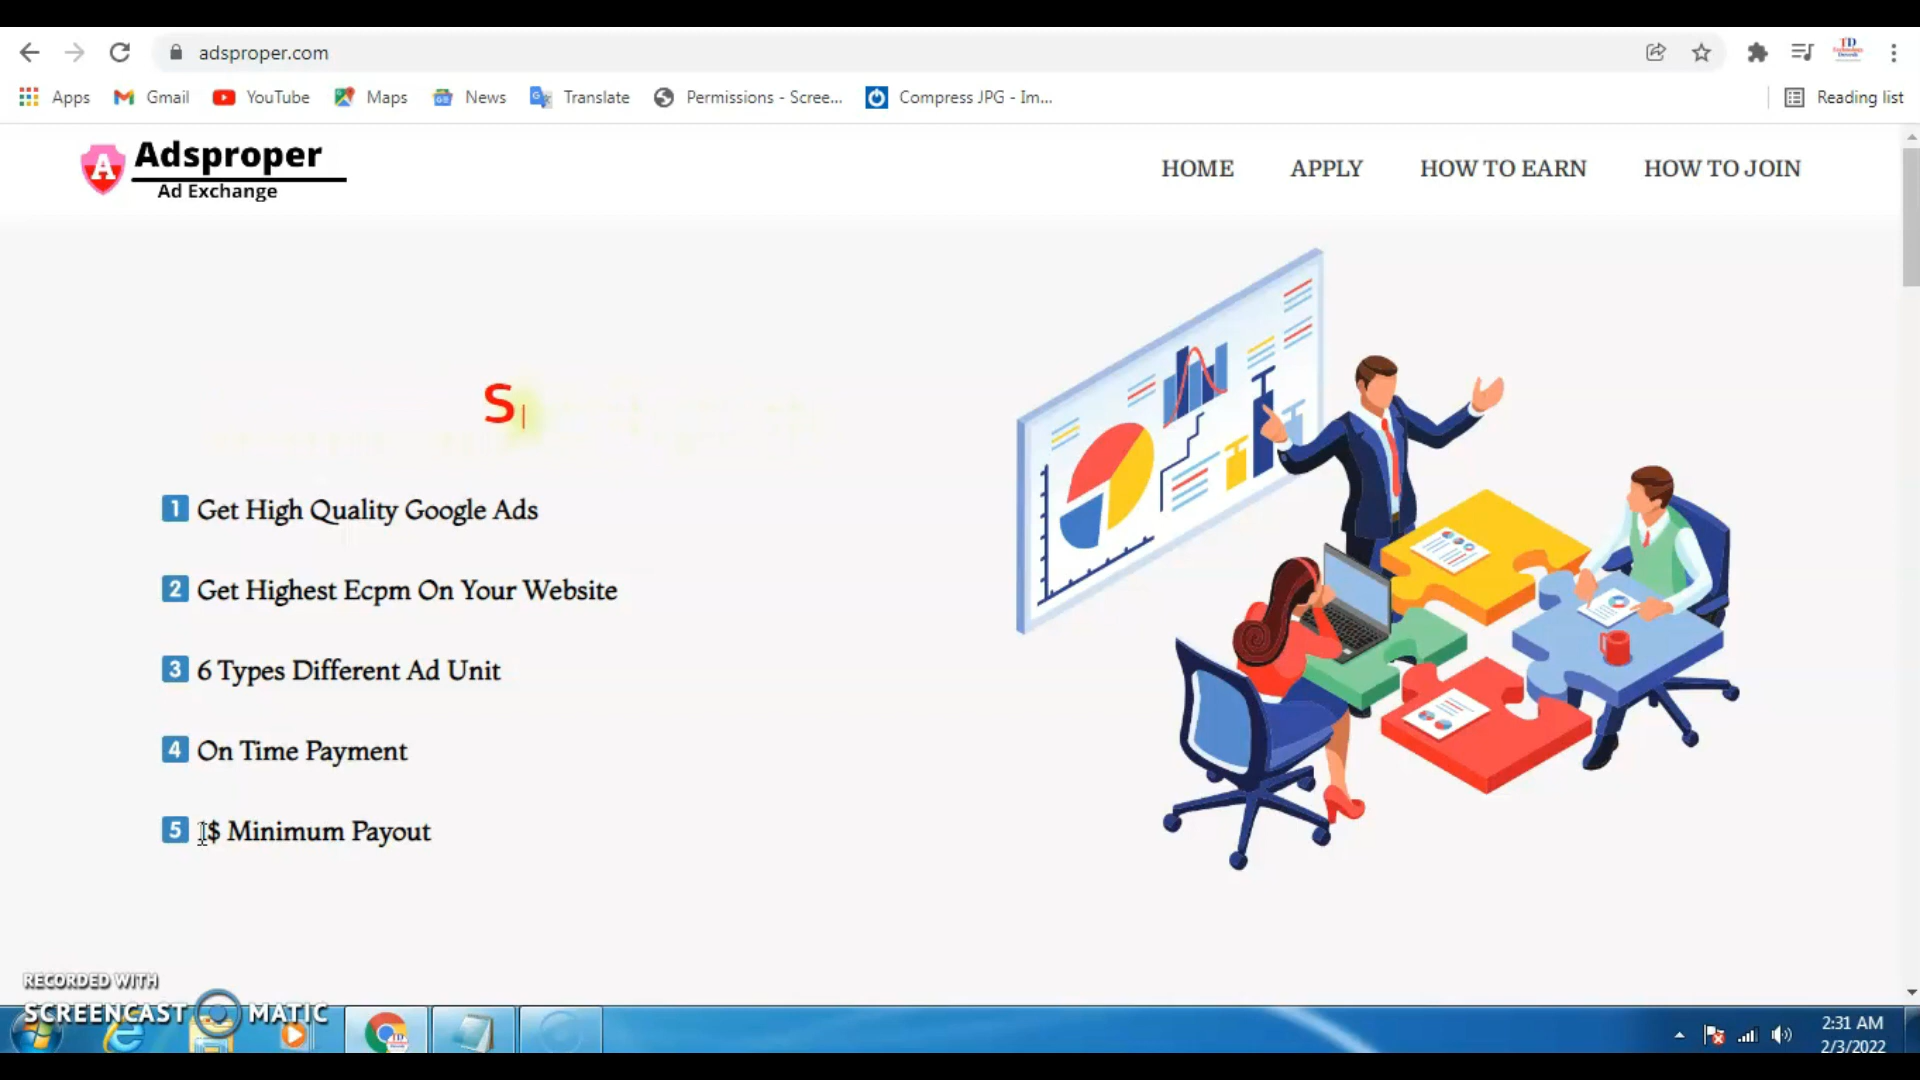 adsproper.com
TD
Apps Gmail YouTube Maps News Translate Permissions - Scree... Compress JPG - Im... Reading list
A Adsproper
Ad Exchange
HOME APPLY HOW TO EARN HOW TO JOIN
S
1 Get High Quality Google Ads
2 Get Highest Ecpm On Your Website
3 6 Types Different Ad Unit
4 On Time Payment
5 1$ Minimum Payout
RECORDED WITH
SCREENCAST MATIC
2:31 AM
2/3/2022